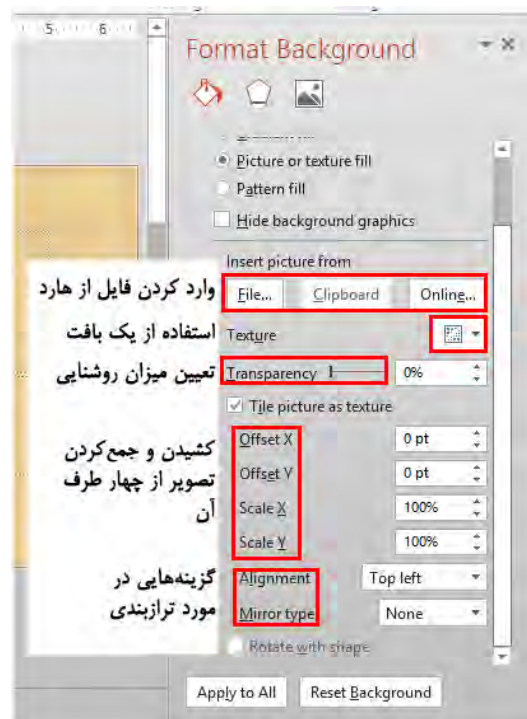 5 6
Format Background
Picture or texture fill
Pattern fill
Hide background graphics
Insert picture from
وارد کردن فایل از هارد
File... Clipboard Online...
استفاده از یک بافت
Texture
تعیین میزان روشنایی
Transparency 0%
Tile picture as texture
کشیدن و جمع‌کردن
تصویر از چهار طرف
آن
Offset X 0 pt
Offset Y 0 pt
Scale X 100%
Scale Y 100%
گزینه‌هایی در
مورد ترازبندی
Alignment Top left
Mirror type None
Rotate with shape
Apply to All Reset Background